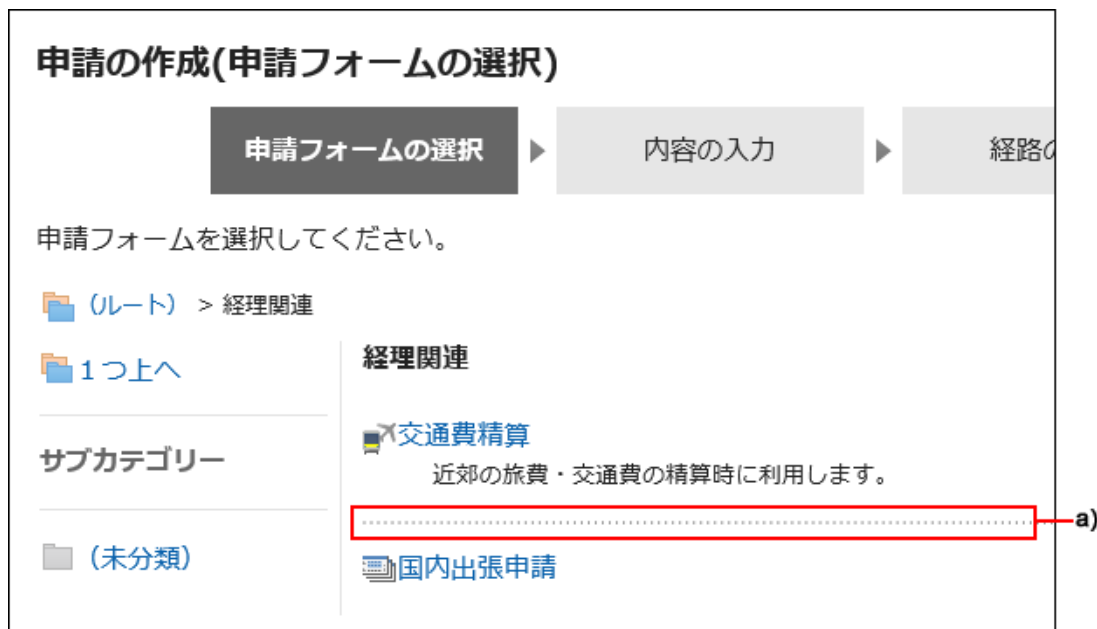 申請の作成(申請フォームの選択)
申請フォームの選択
内容の入力
経路の
申請フォームを選択してください。
（ルート） > 経理関連
１つ上へ
サブカテゴリー
（未分類）
経理関連
交通費精算
近郊の旅費・交通費の精算時に利用します。
a)
国内出張申請